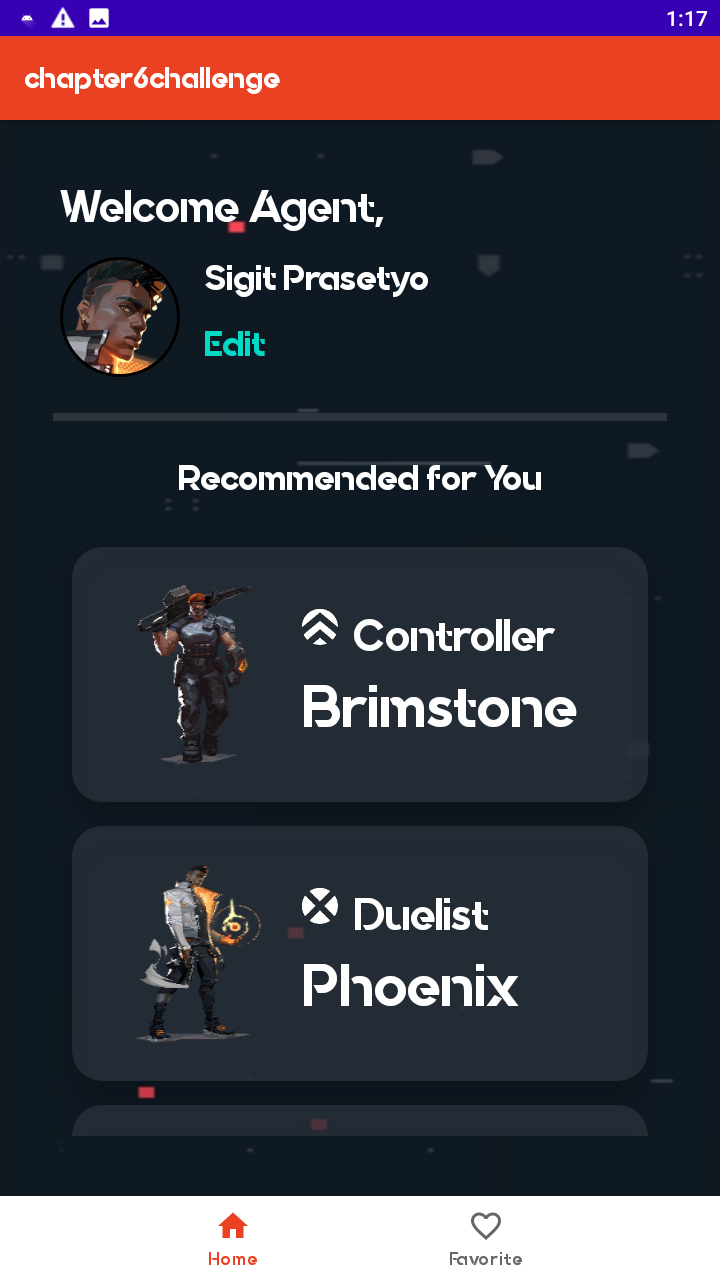 1:17
chapter6challenge
Welcome Agent,
Sigit Prasetyo
Edit
Recommended for You
Controller
Brimstone
Duelist
Phoenix
Home
Favorite